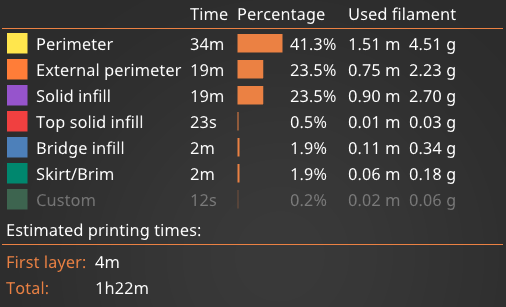 Time Percentage Used filament
Perimeter 34m 41.3% 1.51 m 4.51 g
External perimeter 19m 23.5% 0.75 m 2.23 g
Solid infill 19m 23.5% 0.90 m 2.70 g
Top solid infill 23s 0.5% 0.01 m 0.03 g
Bridge infill 2m 1.9% 0.11 m 0.34 g
Skirt/Brim 2m 1.9% 0.06 m 0.18 g
Custom 12s 0.2% 0.02 m 0.06 g
Estimated printing times:
First layer: 4m
Total: 1h22m